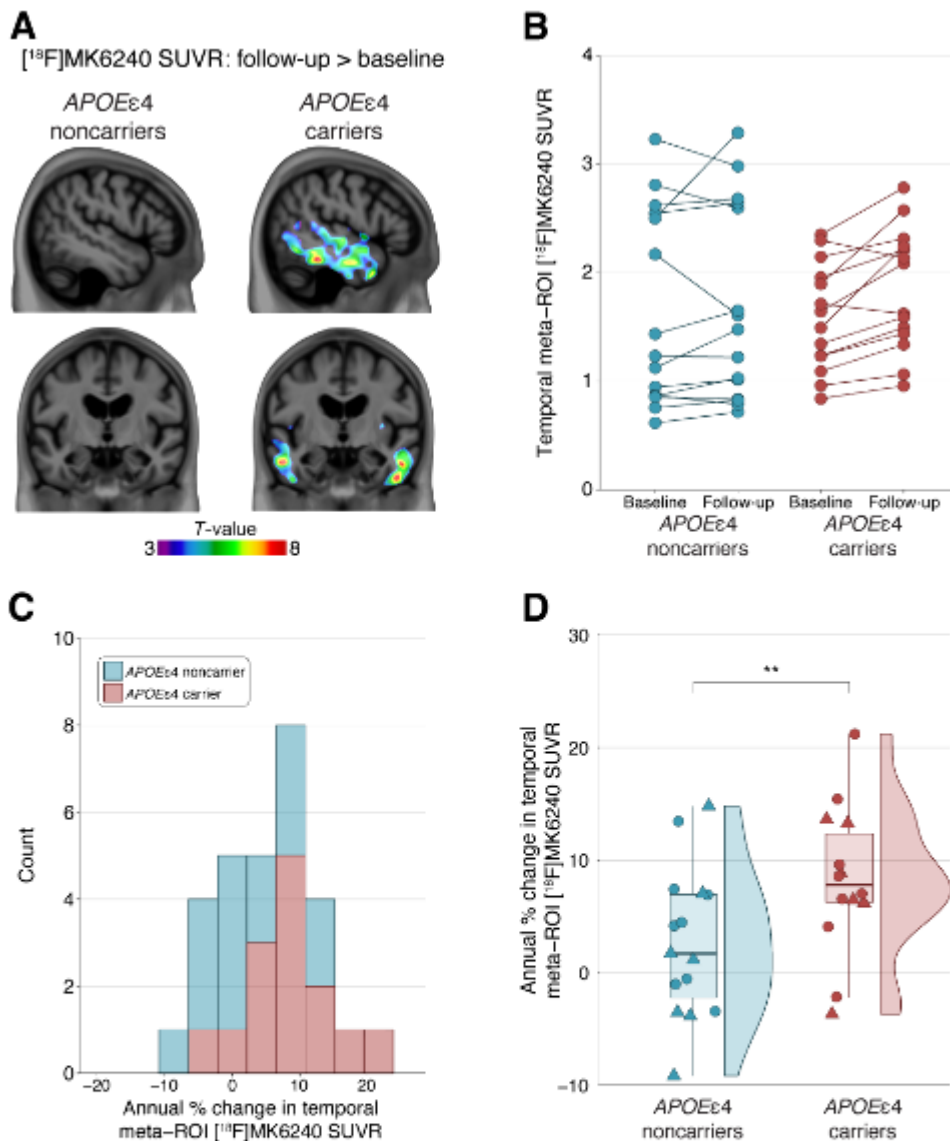 A
[¹⁸F]MK6240 SUVR: follow-up > baseline
APOEε4
noncarriers
APOEε4
carriers
T-value
3
8
B
Temporal meta-ROI [¹⁸F]MK6240 SUVR
4
3
2
1
0
Baseline
Follow-up
Baseline
Follow-up
APOEε4
noncarriers
APOEε4
carriers
C
Count
10
8
6
4
2
0
APOEε4 noncarrier
APOEε4 carrier
-20
-10
0
10
20
Annual % change in temporal
meta-ROI [¹⁸F]MK6240 SUVR
D
Annual % change in temporal
meta-ROI [¹⁸F]MK6240 SUVR
30
20
10
0
-10
**
APOEε4
noncarriers
APOEε4
carriers